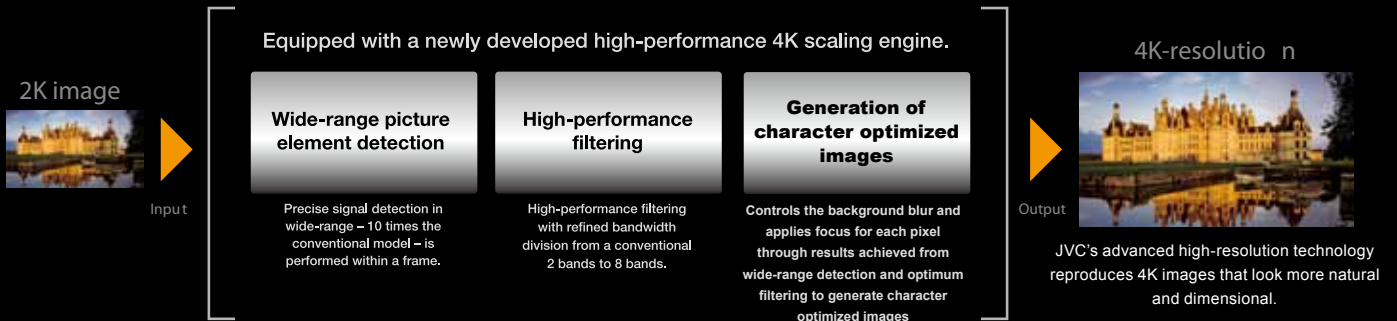 Equipped with a newly developed high-performance 4K scaling engine.
2K image
Input
Wide-range picture
element detection
Precise signal detection in
wide-range – 10 times the
conventional model – is
performed within a frame.
High-performance
filtering
High-performance filtering
with refined bandwidth
division from a conventional
2 bands to 8 bands.
Generation of
character optimized
images
Controls the background blur and
applies focus for each pixel
through results achieved from
wide-range detection and optimum
filtering to generate character
optimized images
Output
4K-resolutio n
JVC's advanced high-resolution technology
reproduces 4K images that look more natural
and dimensional.